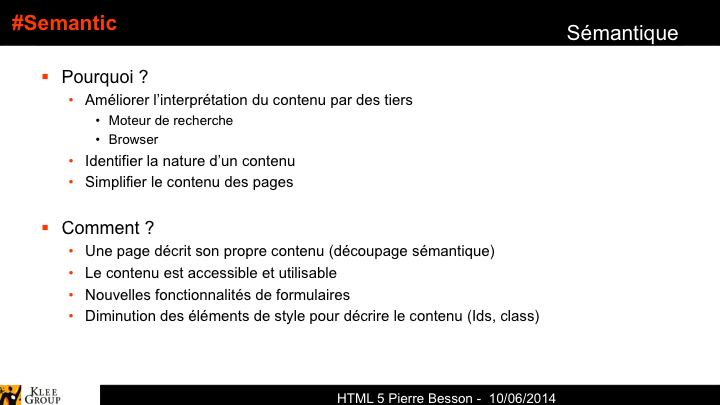 #Semantic
Sémantique
Pourquoi ?
Améliorer l’interprétation du contenu par des tiers
Moteur de recherche
Browser
Identifier la nature d’un contenu
Simplifier le contenu des pages
Comment ?
Une page décrit son propre contenu (découpage sémantique)
Le contenu est accessible et utilisable
Nouvelles fonctionnalités de formulaires
Diminution des éléments de style pour décrire le contenu (Ids, class)
KLEE
GROUP
HTML 5 Pierre Besson - 10/06/2014